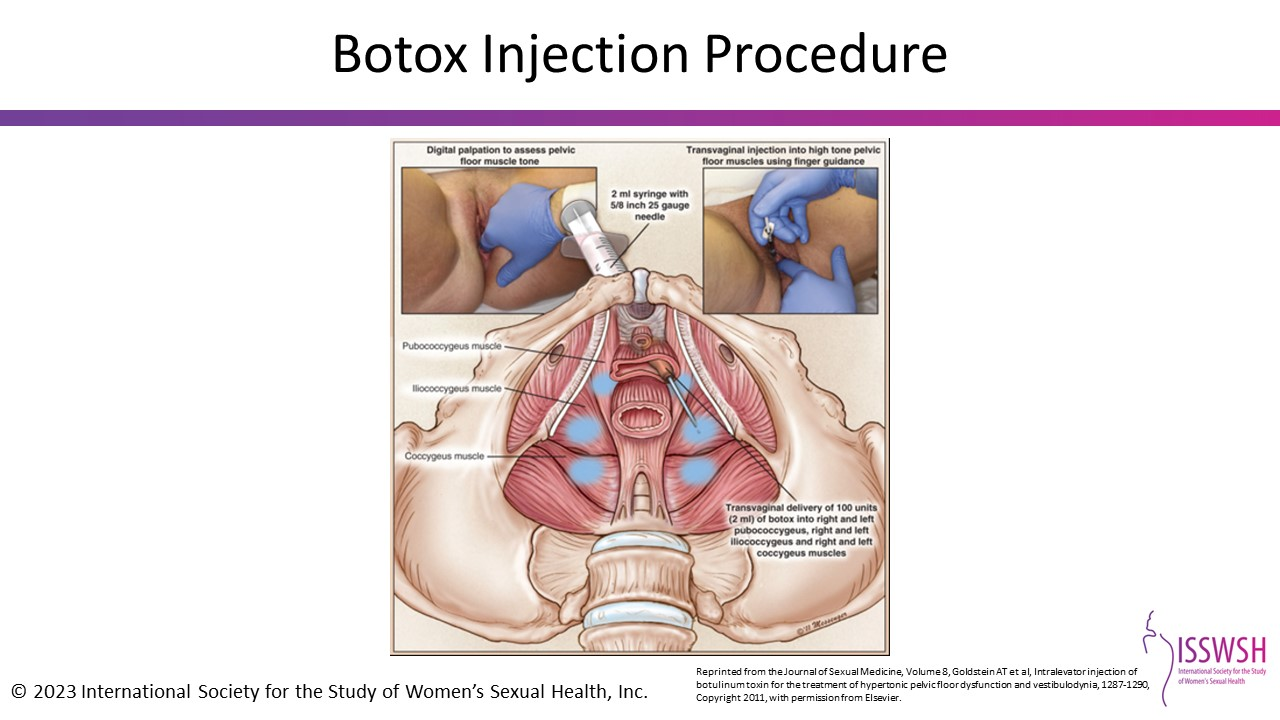 Botox Injection Procedure
Digital palpation to assess pelvic
floor muscle tone
Transvaginal injection into high tone pelvic
floor muscles using finger guidance
2 ml syringe with
5/8 inch 25 gauge
needle
Pubococcygeus muscle
Iliococcygeus muscle
Coccygeus muscle
Transvaginal delivery of 100 units
(2 ml) of botox into right and left
pubococcygeus, right and left
iliococcygeus and right and left
coccygeus muscles
© 2023 International Society for the Study of Women’s Sexual Health, Inc.
Reprinted from the Journal of Sexual Medicine, Volume 8, Goldstein AT et al, Intralevator injection of
botulinum toxin for the treatment of hypertonic pelvic floor dysfunction and vestibulodynia, 1287-1290,
Copyright 2011, with permission from Elsevier.
ISSWSH
International Society for the Study
of Women's Sexual Health